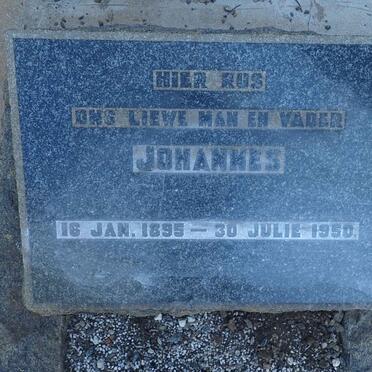 HIER RUS
ONS LIEWE MAN EN VADER
JOHANNES
16 JAN. 1895 — 30 JULIE 1950.